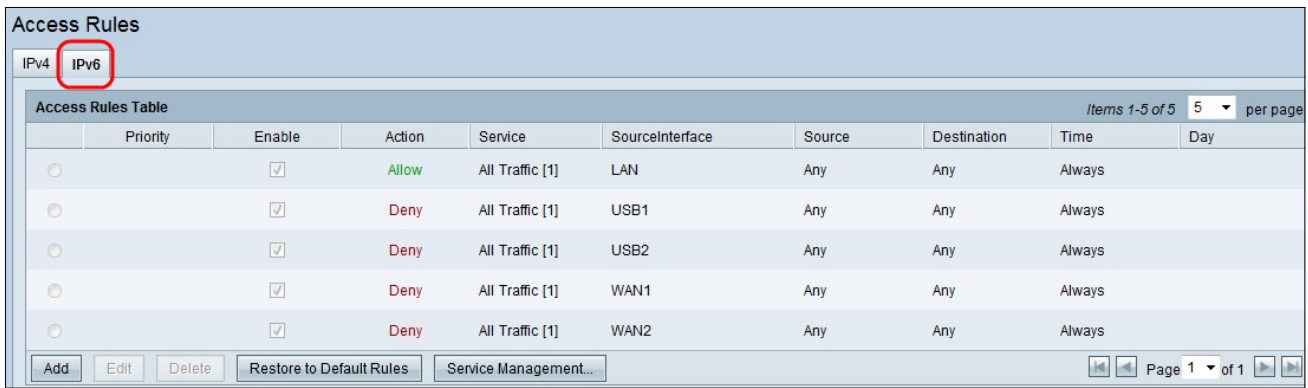 Access Rules
IPv4 IPv6
Access Rules Table Items 1-5 of 5 5 per page
Priority Enable Action Service SourceInterface Source Destination Time Day
Allow All Traffic [1] LAN Any Any Always
Deny All Traffic [1] USB1 Any Any Always
Deny All Traffic [1] USB2 Any Any Always
Deny All Traffic [1] WAN1 Any Any Always
Deny All Traffic [1] WAN2 Any Any Always
Add Edit Delete Restore to Default Rules Service Management... Page 1 of 1